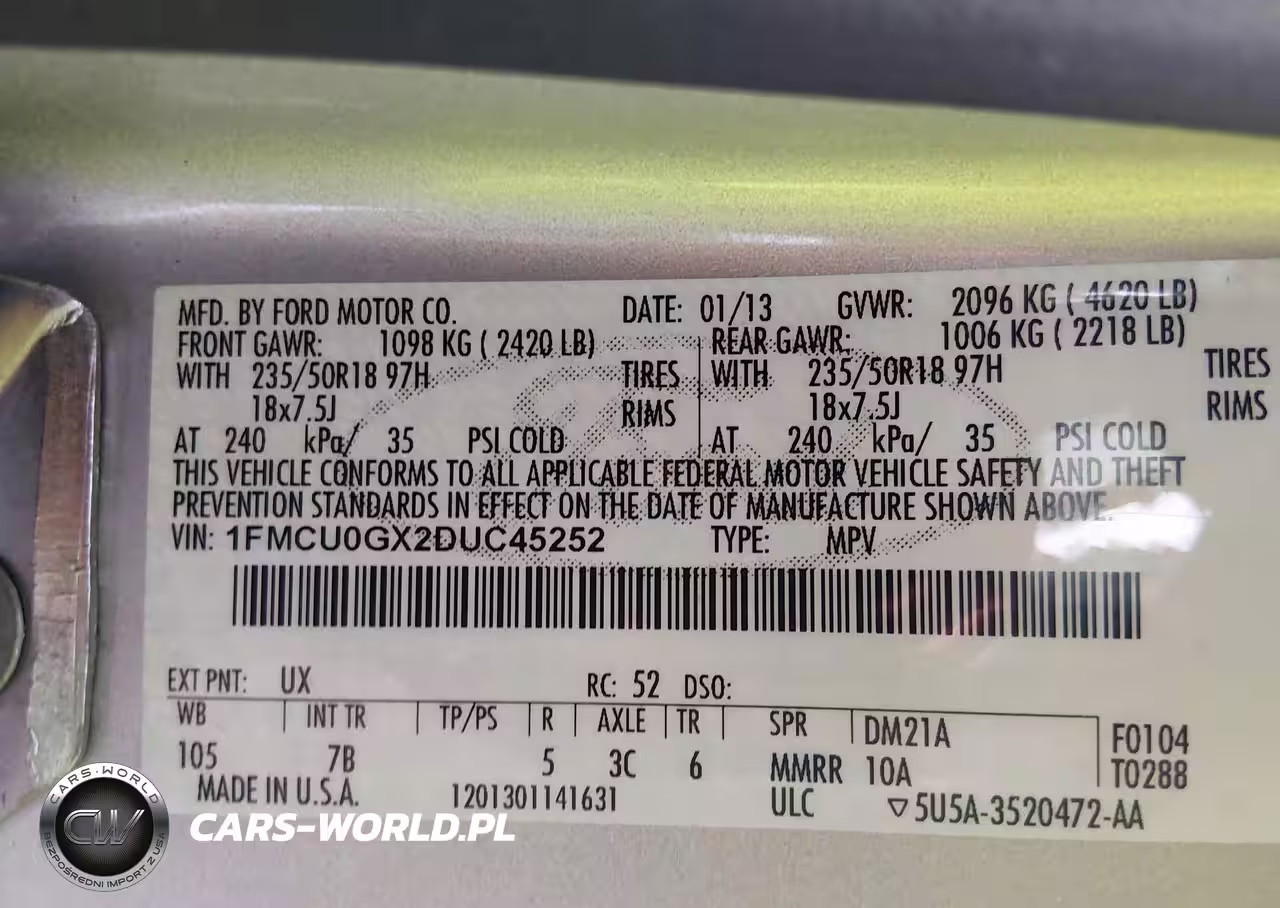 MFD. BY FORD MOTOR CO. DATE: 01/13 GVWR: 2096 KG ( 4620 LB)
FRONT GAWR: 1098 KG ( 2420 LB) REAR GAWR: 1006 KG ( 2218 LB)
WITH 235/50R18 97H TIRES WITH 235/50R18 97H TIRES
18x7.5J RIMS 18x7.5J RIMS
AT 240 kPa/ 35 PSI COLD AT 240 kPa/ 35 PSI COLD
THIS VEHICLE CONFORMS TO ALL APPLICABLE FEDERAL MOTOR VEHICLE SAFETY AND THEFT
PREVENTION STANDARDS IN EFFECT ON THE DATE OF MANUFACTURE SHOWN ABOVE.
VIN: 1FMCU0GX2DUC45252 TYPE: MPV
EXT PNT: UX RC: 52 DSO:
WB INT TR TP/PS R AXLE TR SPR DM21A F0104
105 7B 5 3C 6 MMRR 10A T0288
MADE IN U.S.A. 1201301141631 ULC ▽5U5A-3520472-AA
CARS-WORLD
CW
BEZPOŚREDNI IMPORT Z USA
CARS-WORLD.PL